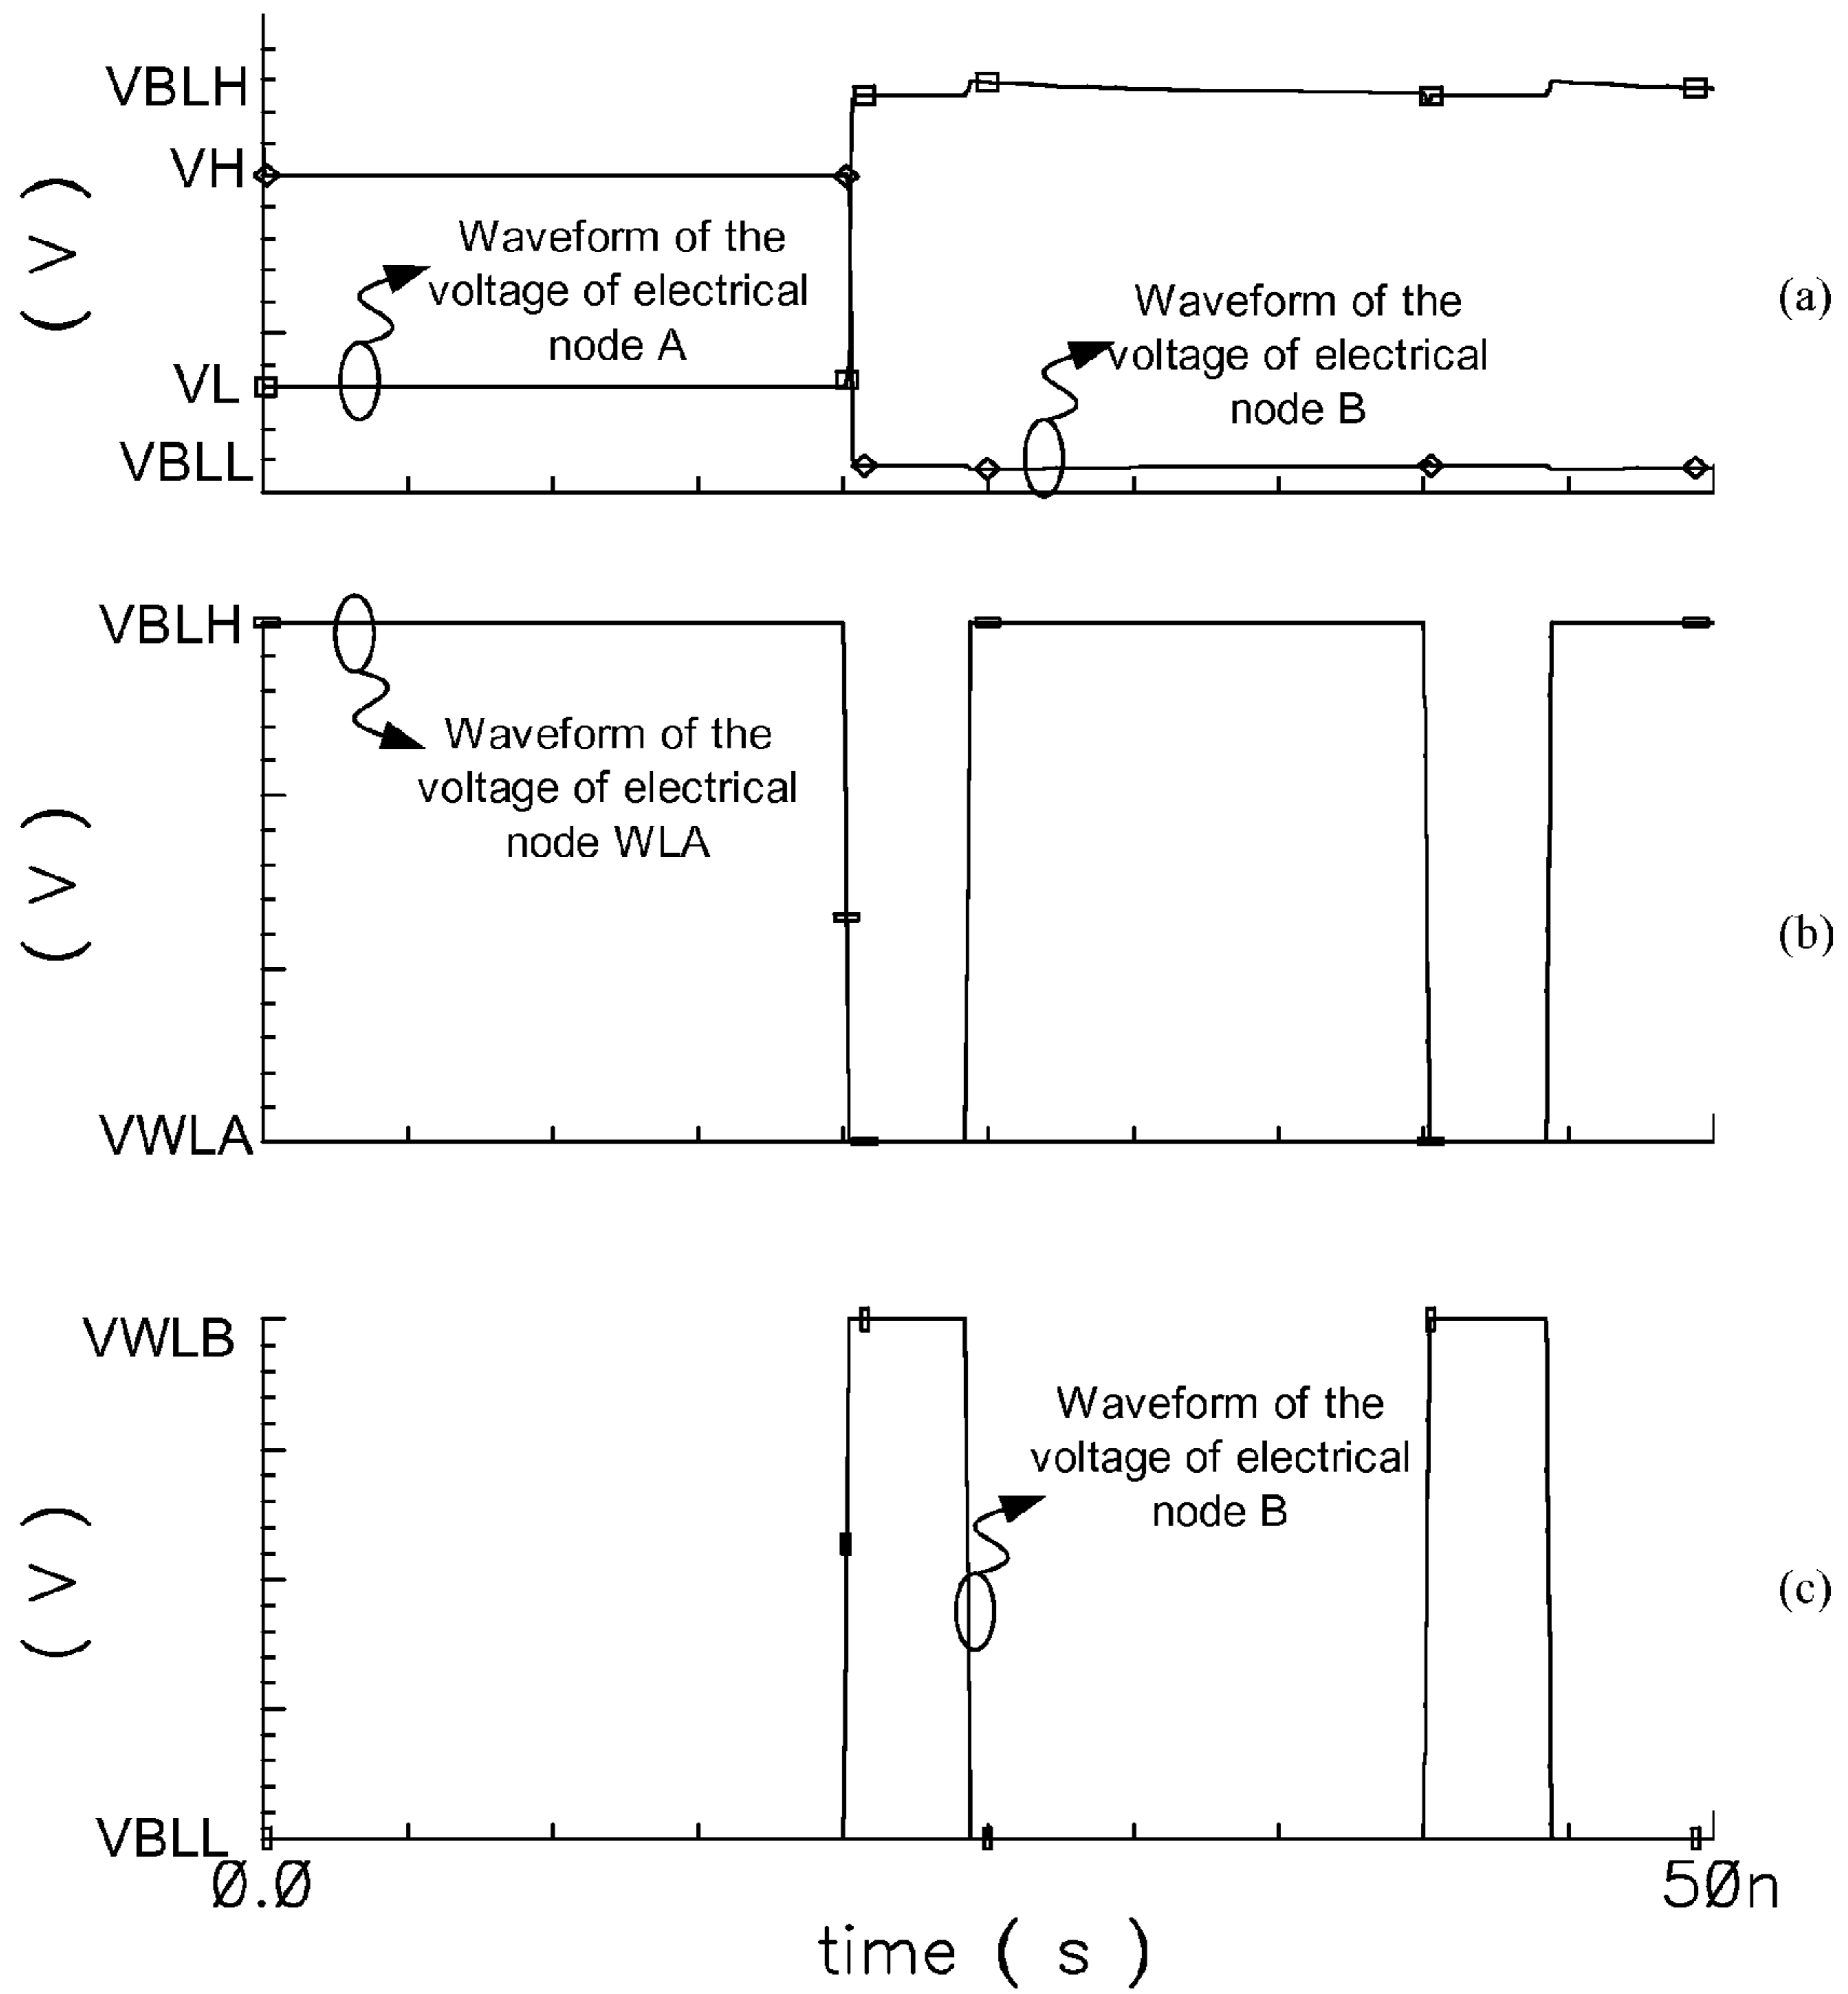 VBLH
VH
VL
VBLL
(V)
Waveform of the
voltage of electrical
node A
Waveform of the
voltage of electrical
node B
(a)
VBLH
VWLA
(V)
Waveform of the
voltage of electrical
node WLA
(b)
VWLB
VBLL
(V)
Waveform of the
voltage of electrical
node B
(c)
0.0
50n
time ( s )